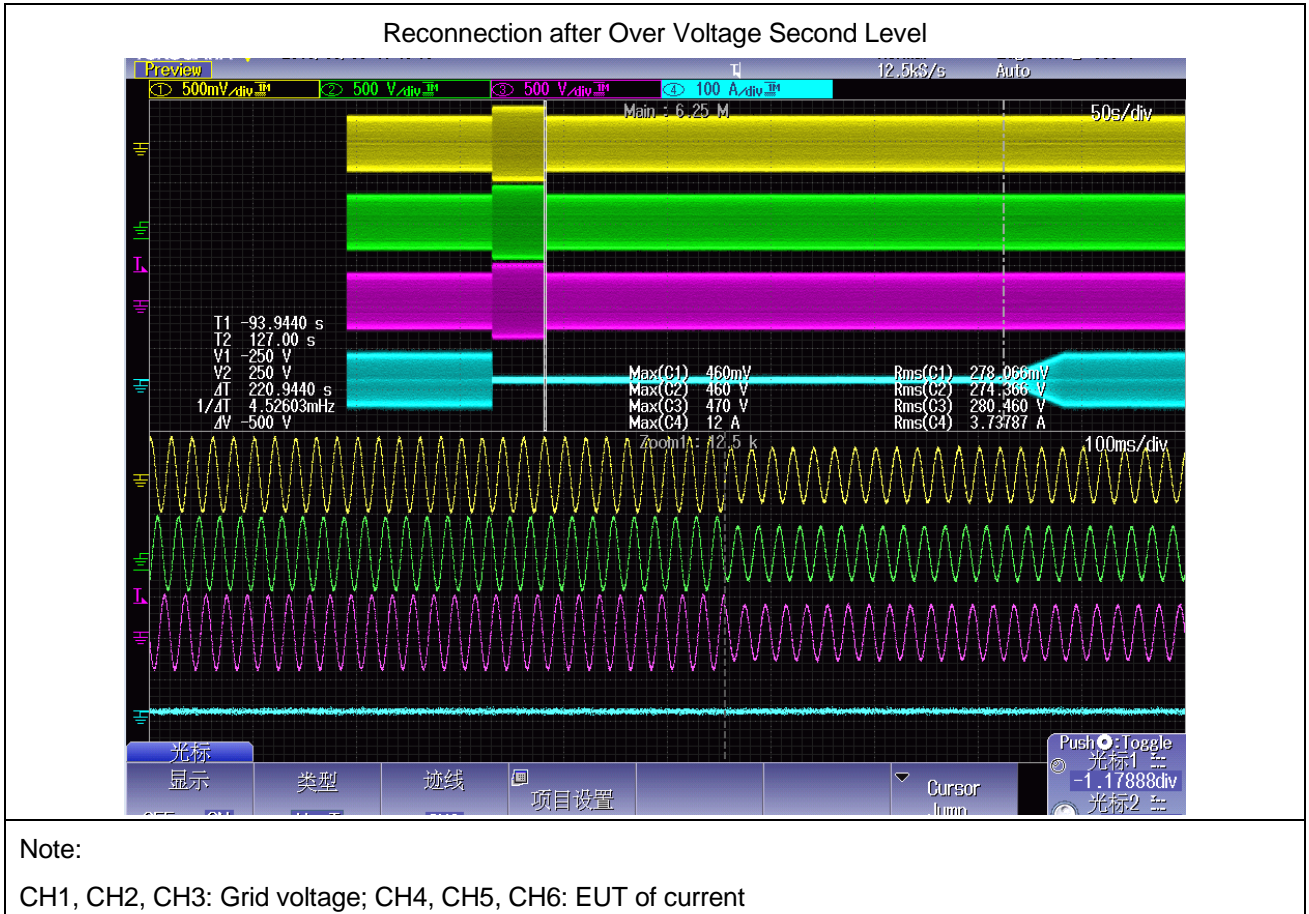 Reconnection after Over Voltage Second Level
Preview
12.5kS/s Auto
① 500mV/div ② 500 V/div ③ 500 V/div ④ 100 A/div
Main : 6.25 M 50s/div
T1 -93.9440 s
T2 127.00 s
V1 -250 V
V2 250 V
ΔT 220.9440 s
1/ΔT 4.52603mHz
ΔV -500 V
Max(C1) 460mV Rms(C1) 278.066mV
Max(C2) 460 V Rms(C2) 274.366 V
Max(C3) 470 V Rms(C3) 280.460 V
Max(C4) 12 A Rms(C4) 3.73787 A
Zoom1 : 12.5 k 100ms/div
光标
Push :Toggle
光标1
-1.17888div
光标2
显示 类型 迹线 项目设置 Cursor
Jump
Note:
CH1, CH2, CH3: Grid voltage; CH4, CH5, CH6: EUT of current